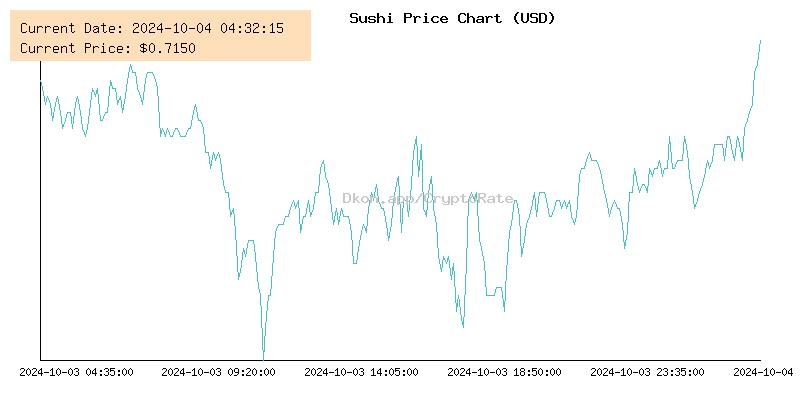 Sushi Price Chart (USD)
Current Date: 2024-10-04 04:32:15
Current Price: $0.7150
Dkoh.app/CryptoRate
2024-10-03 04:35:00 2024-10-03 09:20:00 2024-10-03 14:05:00 2024-10-03 18:50:00 2024-10-03 23:35:00 2024-10-04